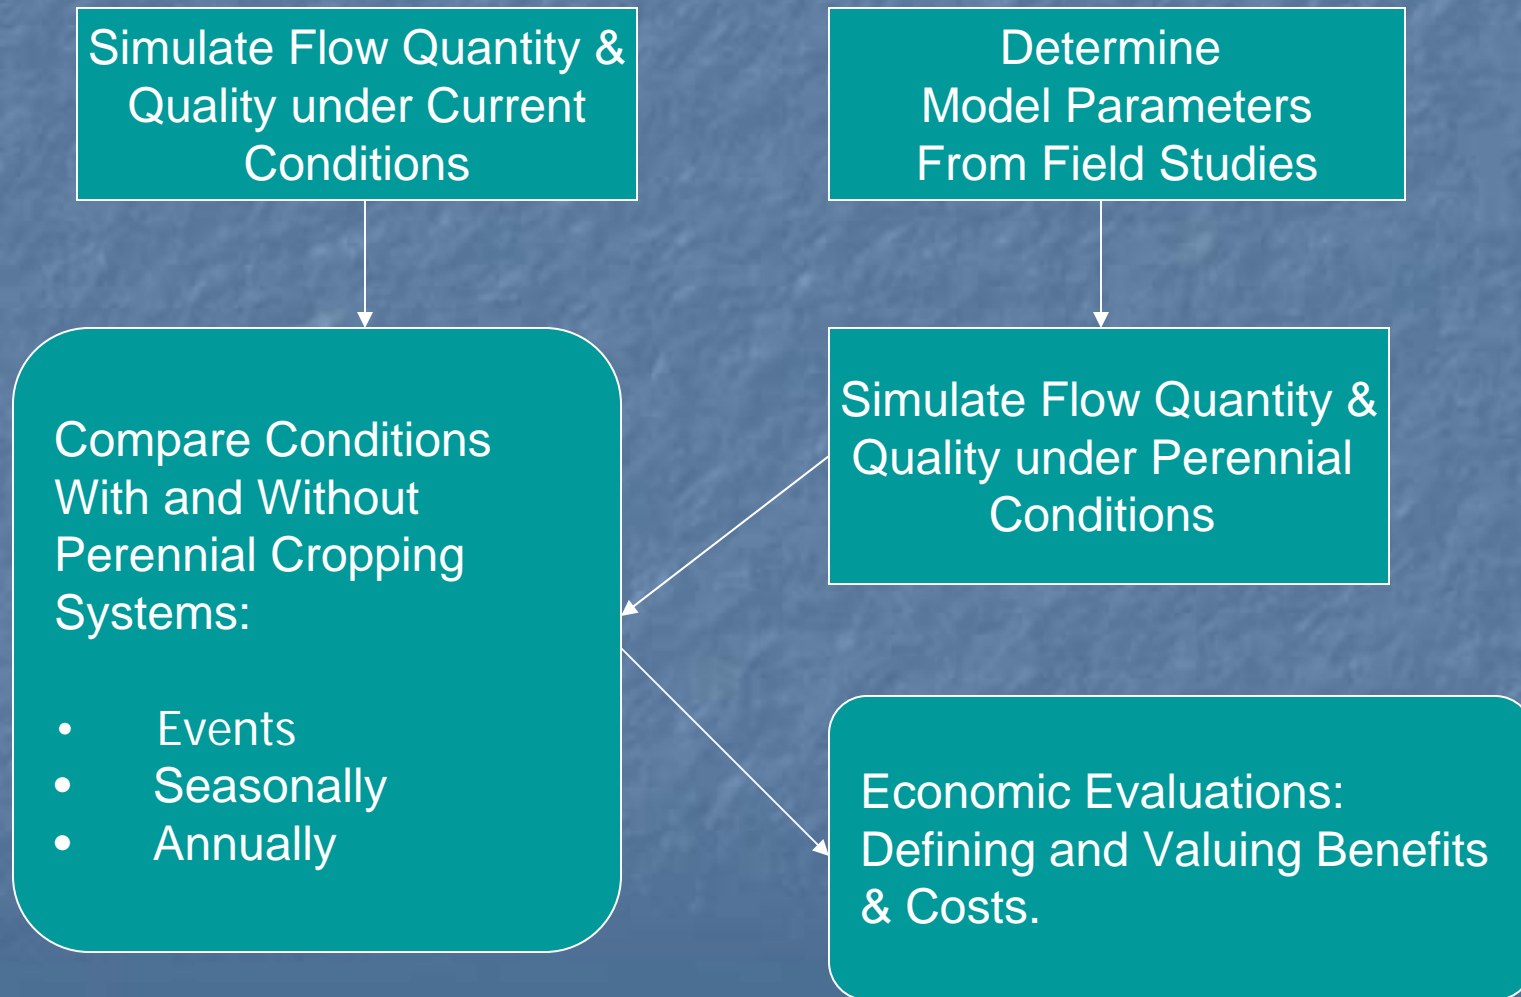 Simulate Flow Quantity &
Quality under Current
Conditions
Determine
Model Parameters
From Field Studies
Compare Conditions
With and Without
Perennial Cropping
Systems:
• Events
• Seasonally
• Annually
Simulate Flow Quantity &
Quality under Perennial
Conditions
Economic Evaluations:
Defining and Valuing Benefits
& Costs.